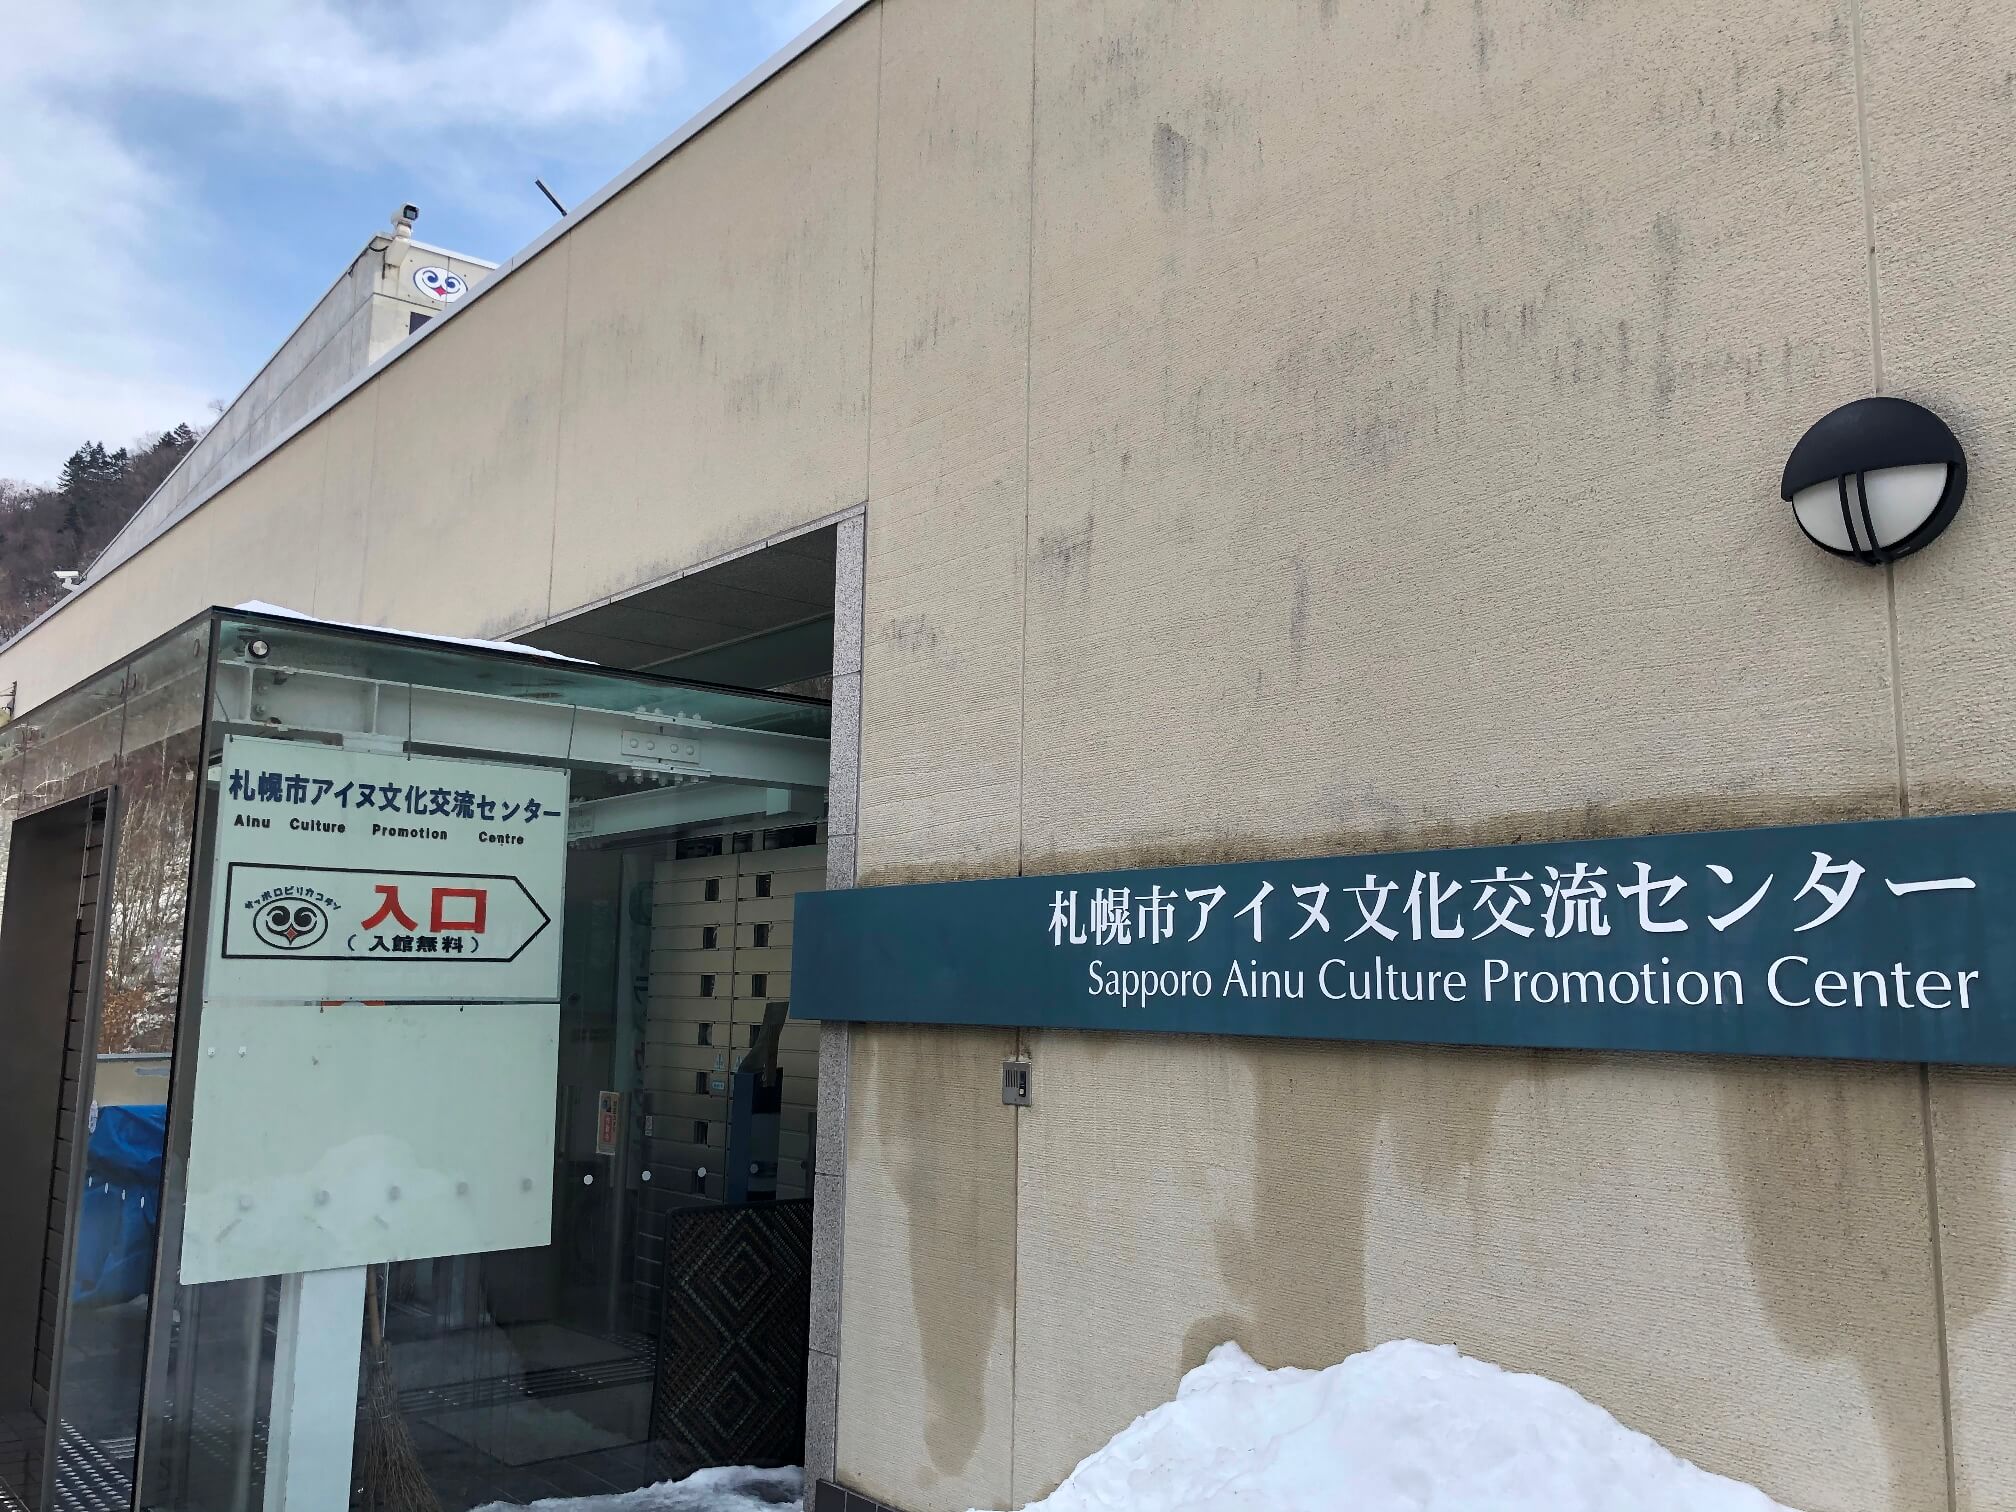 札幌市アイヌ文化交流センター
Ainu Culture Promotion Centre
サッポロピリカコタン
入口
(入館無料)
札幌市アイヌ文化交流センター
Sapporo Ainu Culture Promotion Center